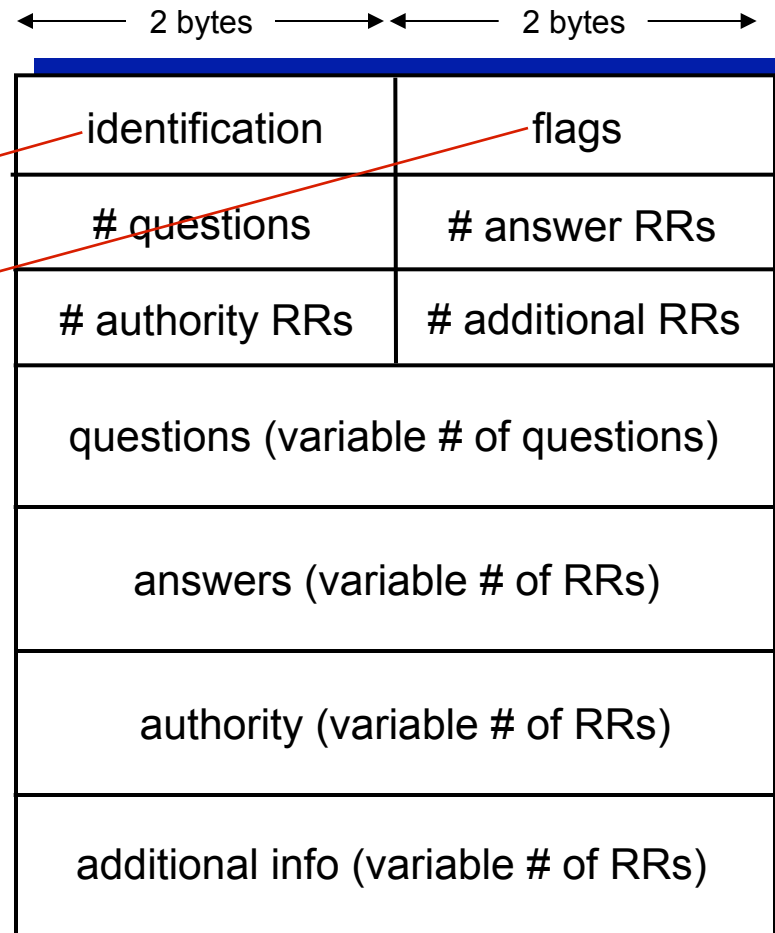 2 bytes 2 bytes
identification flags
# questions # answer RRs
# authority RRs # additional RRs
questions (variable # of questions)
answers (variable # of RRs)
authority (variable # of RRs)
additional info (variable # of RRs)